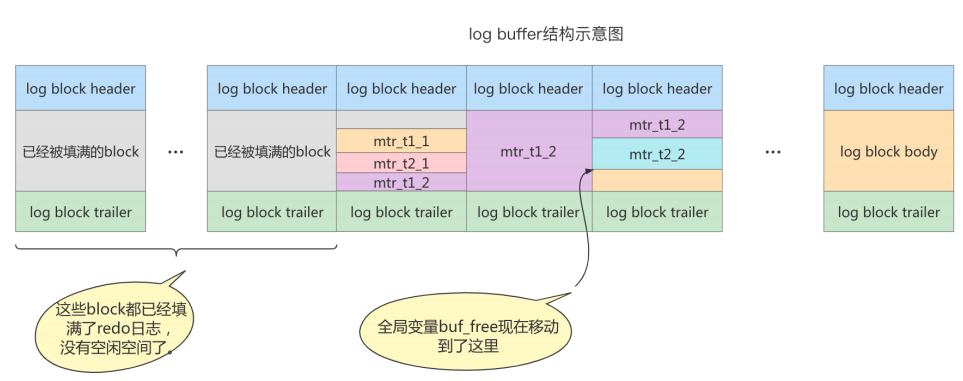 log buffer结构示意图
log block header
log block header
log block header
log block header
log block header
log block header
已经被填满的block
...
已经被填满的block
mtr_t1_1
mtr_t2_1
mtr_t1_2
mtr_t1_2
mtr_t1_2
mtr_t2_2
...
log block body
log block trailer
log block trailer
log block trailer
log block trailer
log block trailer
log block trailer
这些block都已经填
满了redo日志，
没有空闲空间了。
全局变量buf_free现在移动
到了这里